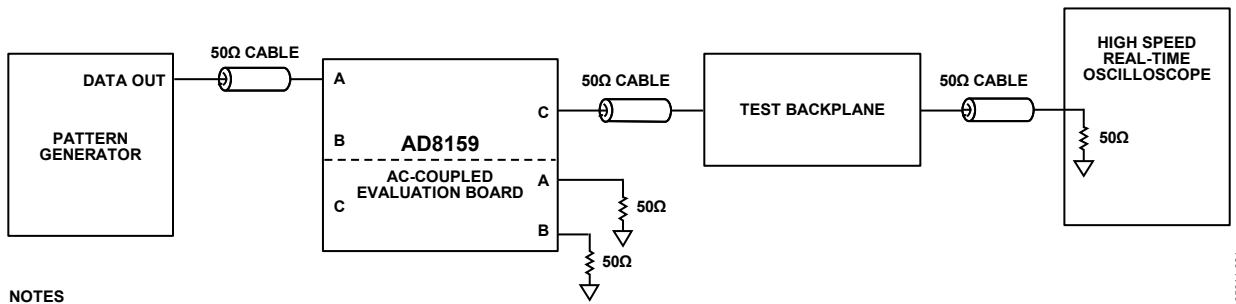 50Ω CABLE
DATA OUT
PATTERN
GENERATOR
A
B
C
AD8159
AC-COUPLED
EVALUATION BOARD
C
A
B
50Ω
50Ω
50Ω CABLE
TEST BACKPLANE
50Ω CABLE
HIGH SPEED
REAL-TIME
OSCILLOSCOPE
50Ω
NOTES